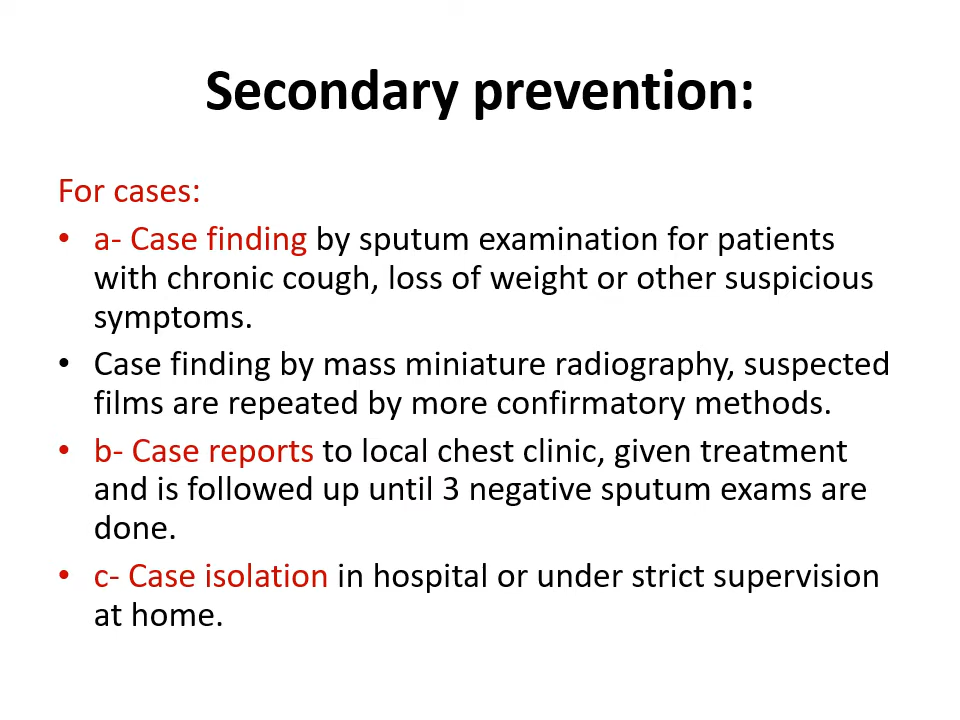 Secondary prevention:
For cases:
• a- Case finding by sputum examination for patients
with chronic cough, loss of weight or other suspicious
symptoms.
• Case finding by mass miniature radiography, suspected
films are repeated by more confirmatory methods.
• b- Case reports to local chest clinic, given treatment
and is followed up until 3 negative sputum exams are
done.
• c- Case isolation in hospital or under strict supervision
at home.